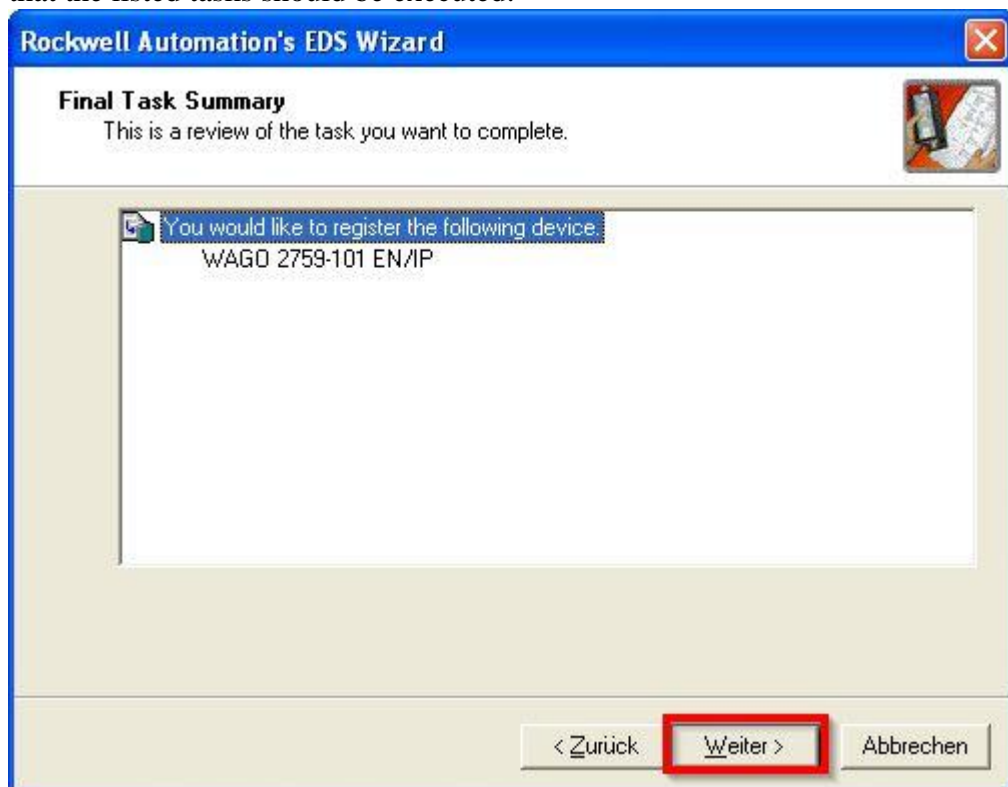 that the listed tasks should be executed.
Rockwell Automation's EDS Wizard
Final Task Summary
This is a review of the task you want to complete.
You would like to register the following device.
WAGO 2759-101 EN/IP
< Zurück Weiter > Abbrechen